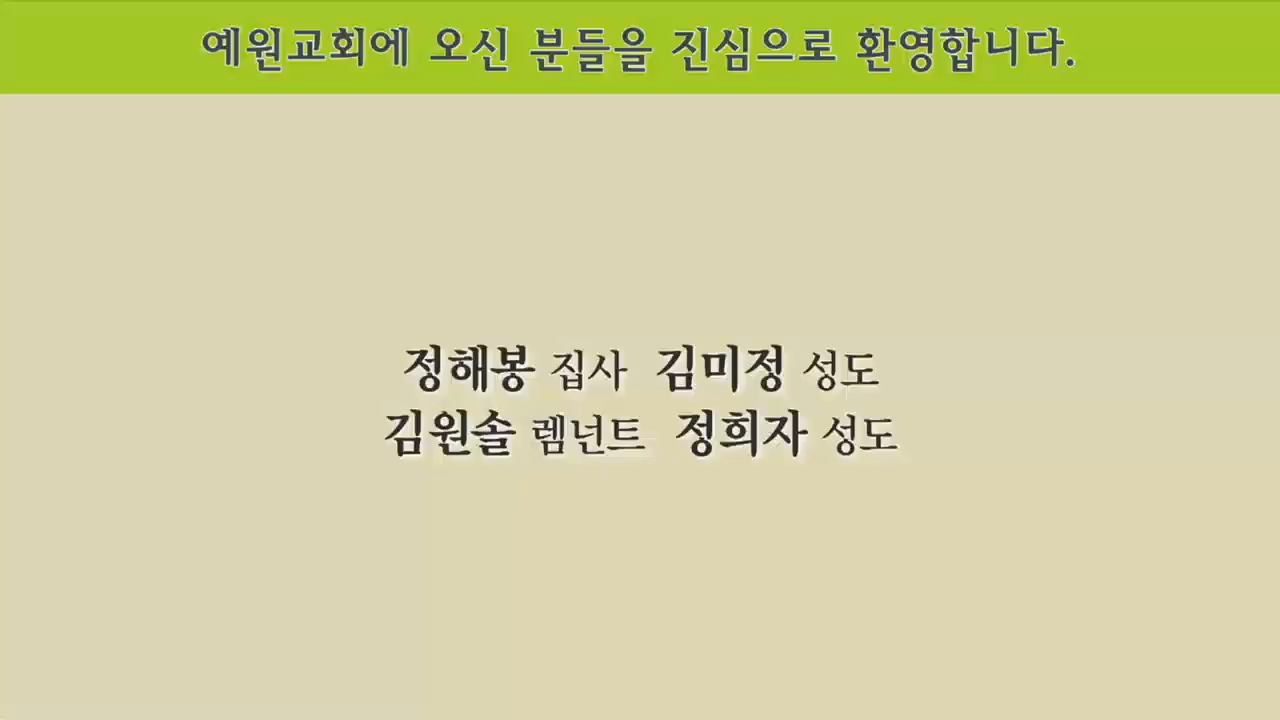 예원교회에 오신 분들을 진심으로 환영합니다.
정해봉 집사 김미정 성도
김원솔 렘넌트 정희자 성도